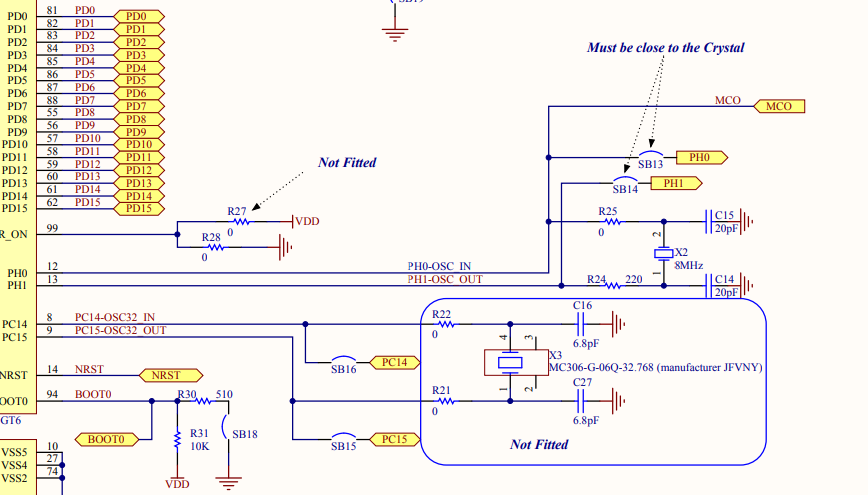 SB19
PD0 81 PD0 PD0
PD1 82 PD1 PD1
PD2 83 PD2 PD2
PD3 84 PD3 PD3
PD4 85 PD4 PD4
PD5 86 PD5 PD5
PD6 87 PD6 PD6
PD7 88 PD7 PD7
PD8 55 PD8 PD8
PD9 56 PD9 PD9
PD10 57 PD10 PD10
PD11 58 PD11 PD11
PD12 59 PD12 PD12
PD13 60 PD13 PD13
PD14 61 PD14 PD14
PD15 62 PD15 PD15
Must be close to the Crystal
MCO MCO
SB13 PH0
SB14 PH1
Not Fitted
R27
0
VDD
R_ON 99
R28
0
R25
0
C15
20pF
2
X2
8MHz
1
PH0 12 PH0-OSC_IN
PH1 13 PH1-OSC_OUT
R24 220
C14
20pF
PC14 8 PC14-OSC32_IN
PC15 9 PC15-OSC32_OUT
R22
0
C16
6.8pF
4 3
X3
MC306-G-06Q-32.768 (manufacturer JFVNY)
1 2
SB16 PC14
NRST 14 NRST NRST
OOT0 94 BOOT0
R30 510
R21
0
C27
6.8pF
GT6
BOOT0
R31
10K
SB18
SB15 PC15
Not Fitted
VSS5 10
VSS4 27
VSS2 74
VDD